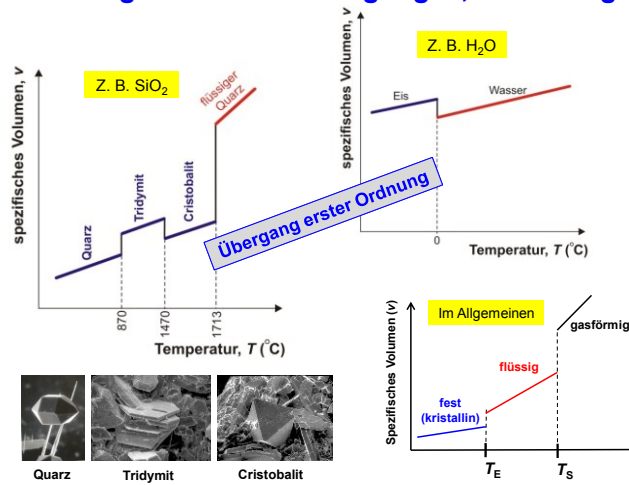 Z. B. SiO₂
spezifisches Volumen, v
flüssiger
Quarz
Quarz
Tridymit
Cristobalit
870
1470
1713
Temperatur, T (°C)
Z. B. H₂O
spezifisches Volumen, v
Eis
Wasser
0
Temperatur, T (°C)
Übergang erster Ordnung
Im Allgemeinen
Spezifisches Volumen (v)
gasförmig
flüssig
fest
(kristallin)
T_E
T_S
Quarz
Tridymit
Cristobalit